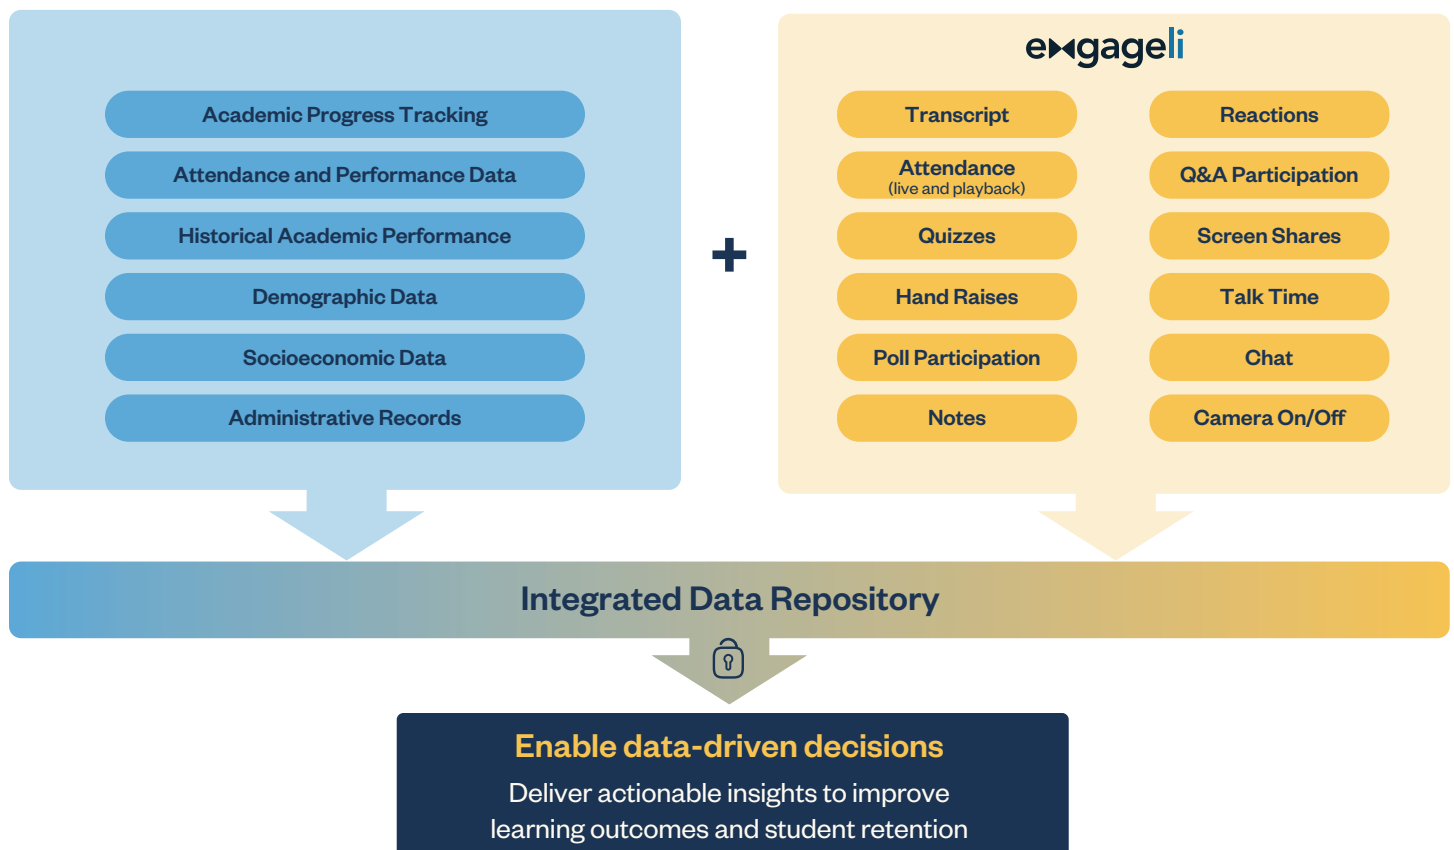 Academic Progress Tracking
Attendance and Performance Data
Historical Academic Performance
Demographic Data
Socioeconomic Data
Administrative Records
+
engageli
Transcript
Attendance
(live and playback)
Quizzes
Hand Raises
Poll Participation
Notes
Reactions
Q&A Participation
Screen Shares
Talk Time
Chat
Camera On/Off
Integrated Data Repository
Enable data-driven decisions
Deliver actionable insights to improve
learning outcomes and student retention